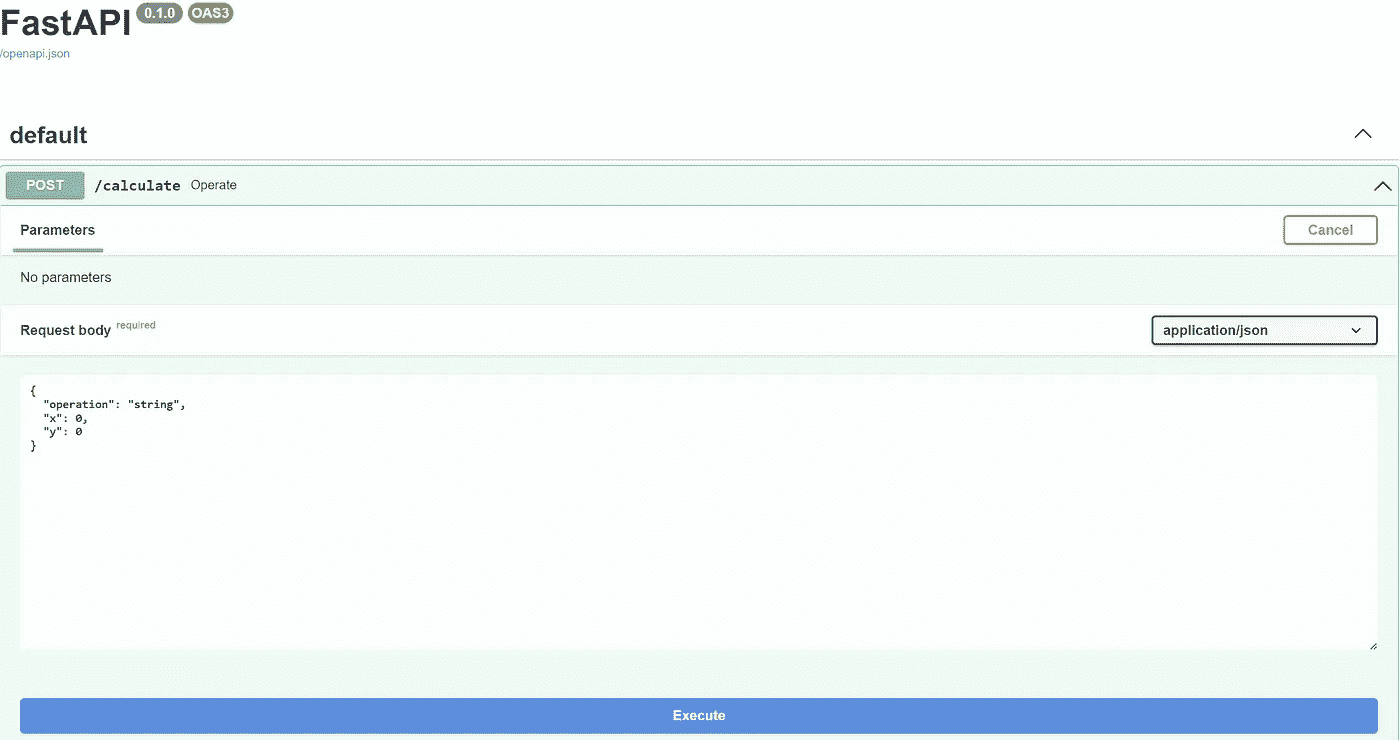 FastAPI 0.1.0 OAS3
/openapi.json
default
POST /calculate Operate
Parameters Cancel
No parameters
Request body required application/json
{
  "operation": "string",
  "x": 0,
  "y": 0
}
Execute